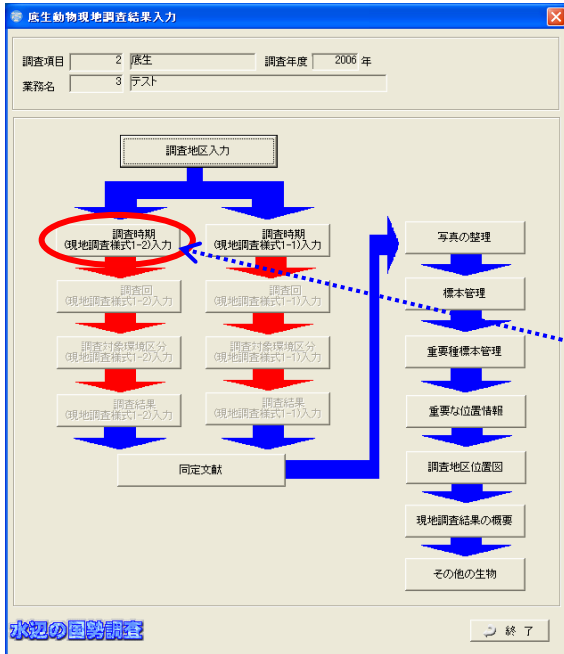 底生動物現地調査結果入力
調査項目 2 底生 調査年度 2006 年
業務名 3 テスト
調査地区入力
調査時期
(現地調査様式1-2)入力
調査時期
(現地調査様式1-1)入力
調査回
(現地調査様式1-2)入力
調査回
(現地調査様式1-1)入力
調査対象環境区分
(現地調査様式1-2)入力
調査対象環境区分
(現地調査様式1-1)入力
調査結果
(現地調査様式1-2)入力
調査結果
(現地調査様式1-1)入力
同定文献
写真の整理
標本管理
重要種標本管理
重要な位置情報
調査地区位置図
現地調査結果の概要
その他の生物
水辺の国勢調査
終 了